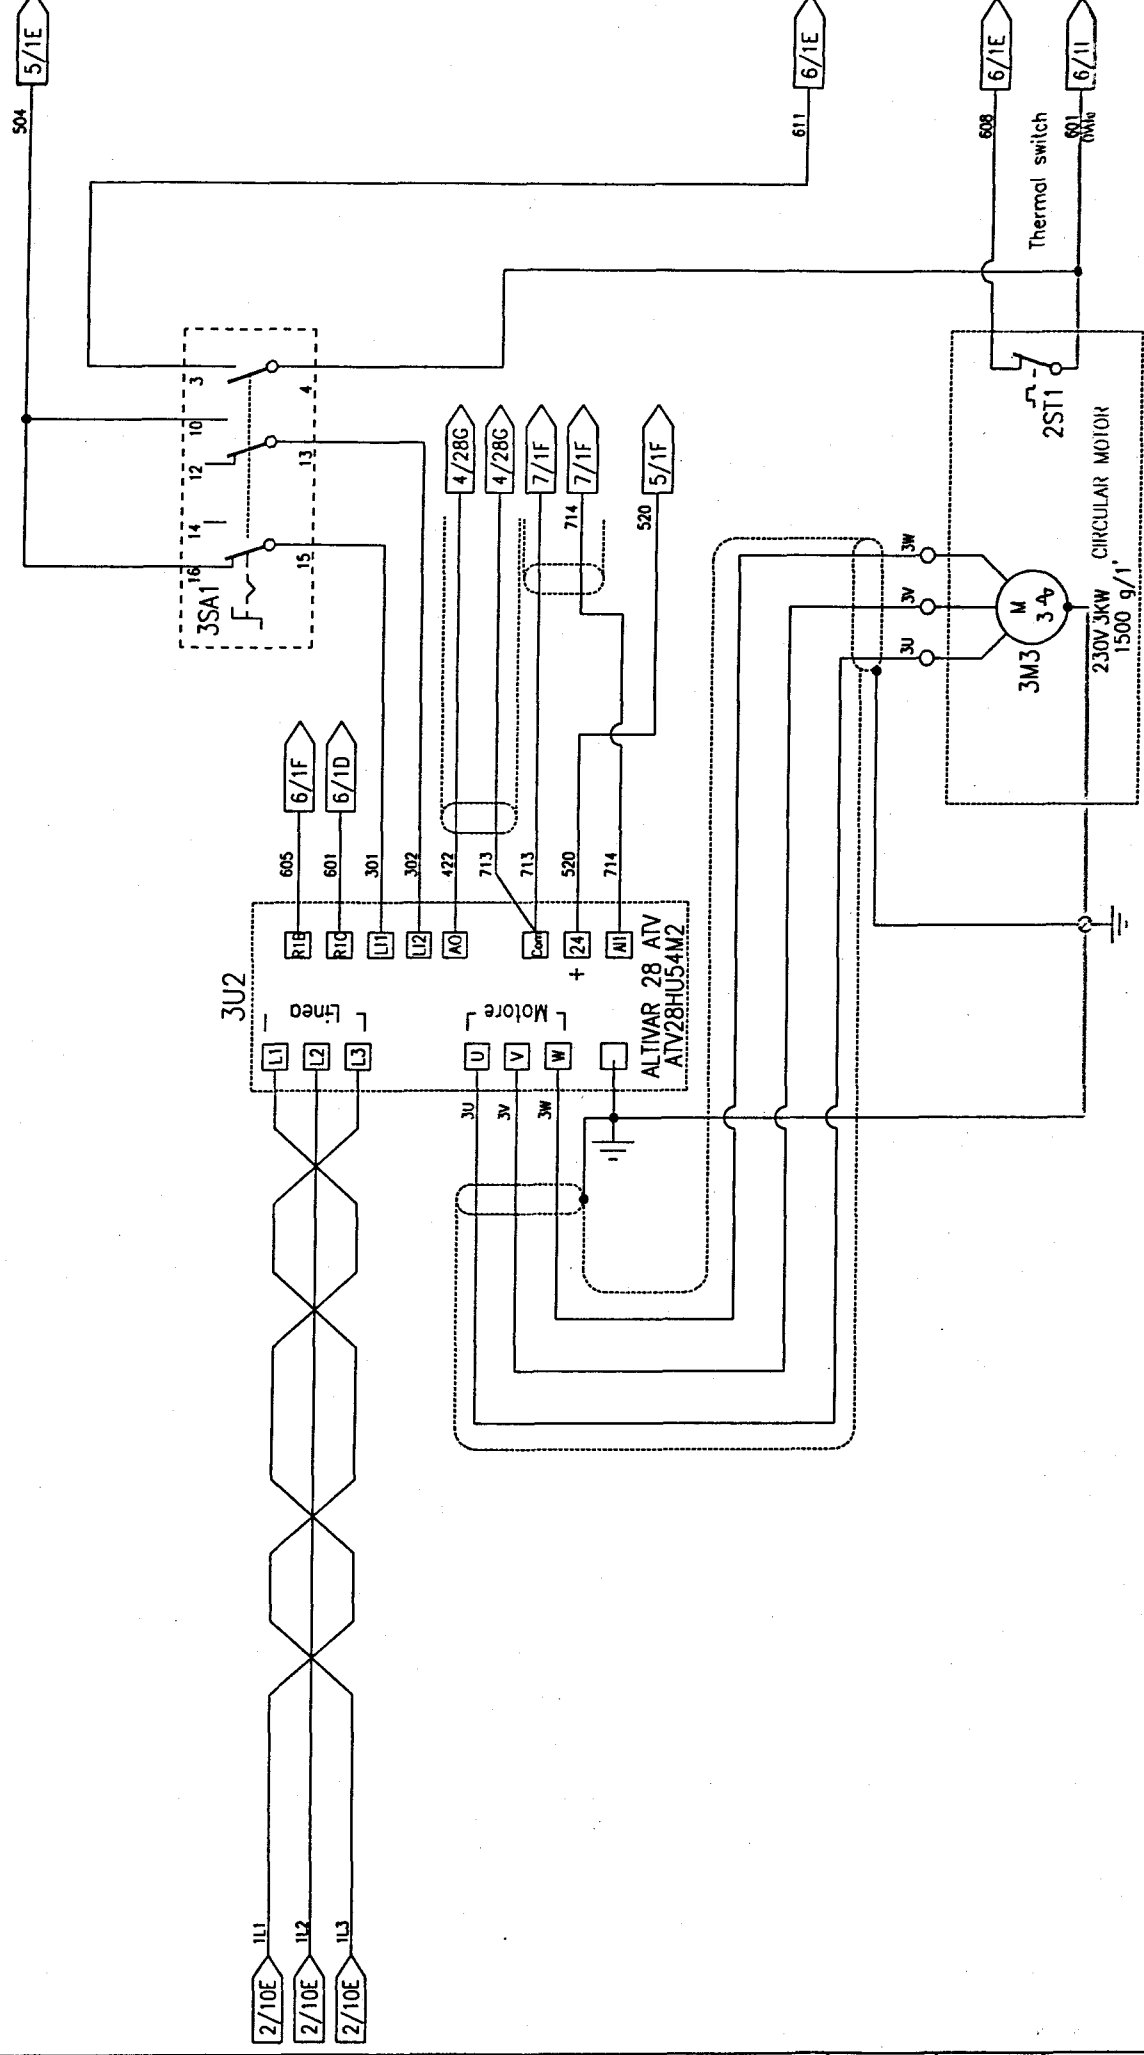 5/1E
504
6/1E
611
6/1E
608
6/1I
601
Thermal switch
3
4
10
12
13
14
15
16
3SA1
4/28G
4/28G
7/1F
7/1F
714
5/1F
520
3W
3V
3U
2ST1
M
3
3M3
CIRCULAR MOTOR
230V 3KW
1500 g/1'
6/1F
6/1D
605
601
301
302
422
713
713
520
714
R1B
R1C
LI1
LI2
AO
Com
+ 24
AI1
3U2
Linea
Motore
L1
L2
L3
U
V
W
ALTIVAR 28 ATV
ATV28HU54M2
3U
3V
3W
1L1
1L2
1L3
2/10E
2/10E
2/10E